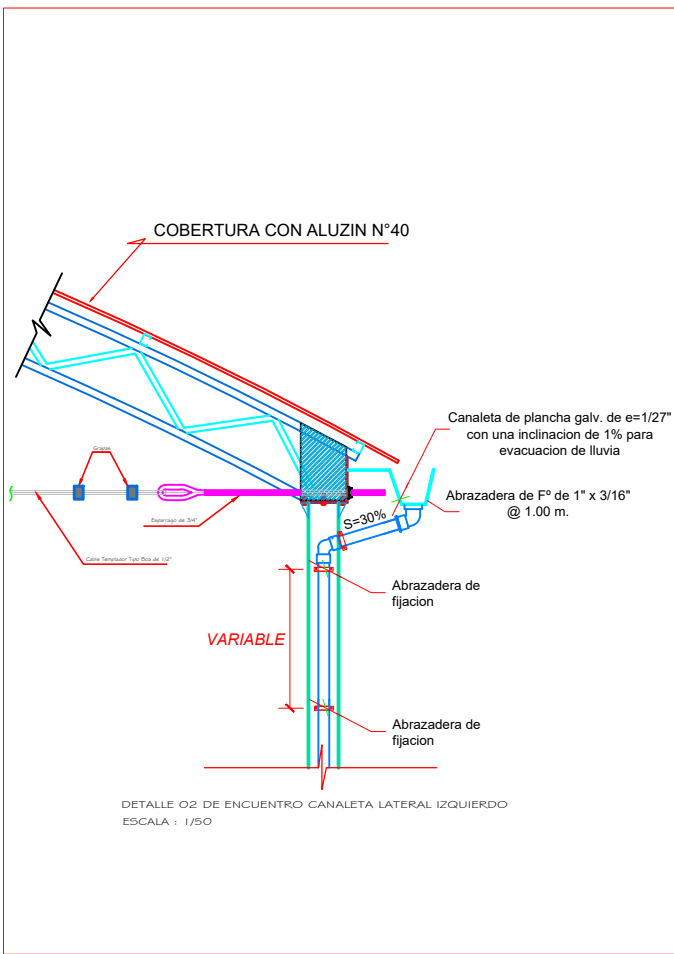 COBERTURA CON ALUZIN N°40
Canaleta de plancha galv. de e=1/27"
con una inclinacion de 1% para
evacuacion de lluvia
Grapas
Abrazadera de Fº de 1" x 3/16"
@ 1.00 m.
Esparrago de 3/4"
S=30%
Cable Templador Tipo Boa de 1/2"
Abrazadera de
fijacion
VARIABLE
Abrazadera de
fijacion
DETALLE 02 DE ENCUENTRO CANALETA LATERAL IZQUIERDO
ESCALA : 1/50